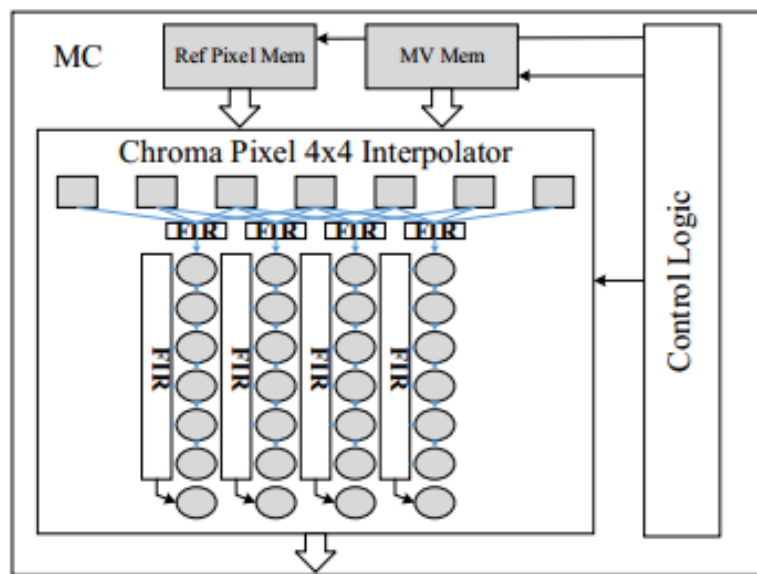 MC
Ref Pixel Mem
MV Mem
Chroma Pixel 4x4 Interpolator
FIR
FIR
FIR
FIR
FIR
FIR
FIR
FIR
Control Logic